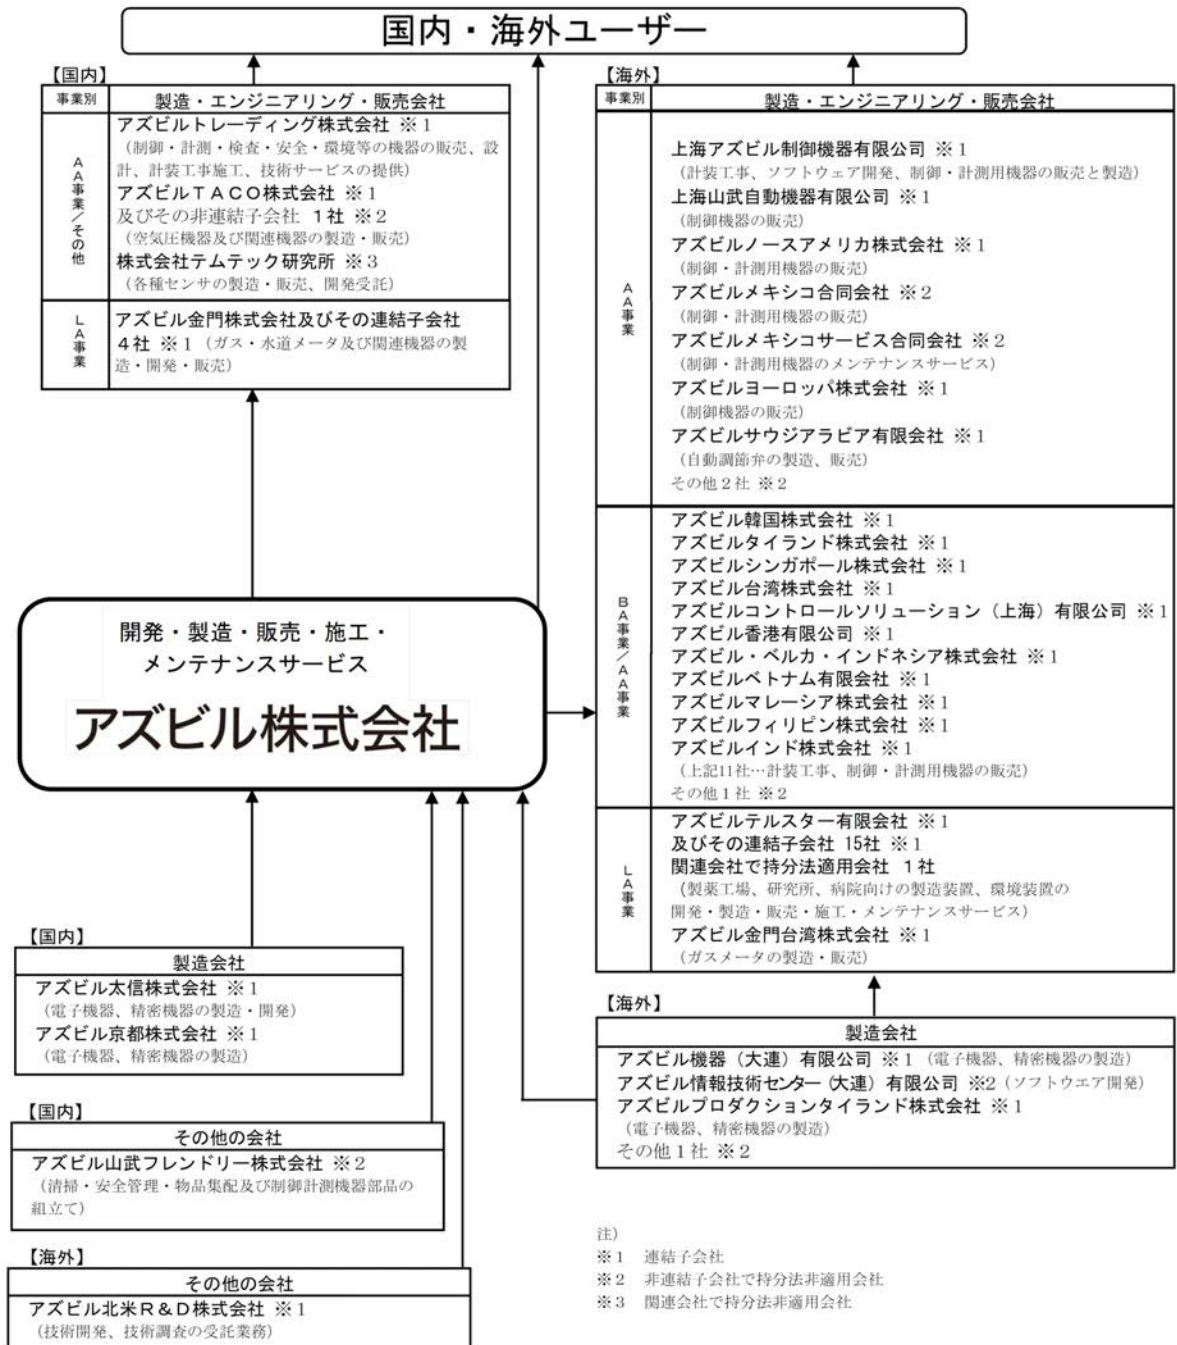 国内・海外ユーザー
【国内】
事業別
製造・エンジニアリング・販売会社
AA事業/その他
アズビルトレーディング株式会社 ※1
(制御・計測・検査・安全・環境等の機器の販売、設
計、計装工事施工、技術サービスの提供)
アズビルTACO株式会社 ※1
及びその非連結子会社 1社 ※2
(空気圧機器及び関連機器の製造・販売)
株式会社テムテック研究所 ※3
(各種センサの製造・販売、開発受託)
LA事業
アズビル金門株式会社及びその連結子会社
4社 ※1(ガス・水道メータ及び関連機器の製
造・開発・販売)
【海外】
事業別
製造・エンジニアリング・販売会社
AA事業
上海アズビル制御機器有限公司 ※1
(計装工事、ソフトウェア開発、制御・計測用機器の販売と製造)
上海山武自動機器有限公司 ※1
(制御機器の販売)
アズビルノースアメリカ株式会社 ※1
(制御・計測用機器の販売)
アズビルメキシコ合同会社 ※2
(制御・計測用機器の販売)
アズビルメキシコサービス合同会社 ※2
(制御・計測用機器のメンテナンスサービス)
アズビルヨーロッパ株式会社 ※1
(制御機器の販売)
アズビルサウジアラビア有限会社 ※1
(自動調節弁の製造、販売)
その他2社 ※2
BA事業/AA事業
アズビル韓国株式会社 ※1
アズビルタイランド株式会社 ※1
アズビルシンガポール株式会社 ※1
アズビル台湾株式会社 ※1
アズビルコントロールソリューション(上海)有限公司 ※1
アズビル香港有限公司 ※1
アズビル・ベルカ・インドネシア株式会社 ※1
アズビルベトナム有限会社 ※1
アズビルマレーシア株式会社 ※1
アズビルフィリピン株式会社 ※1
アズビルインド株式会社 ※1
(上記11社…計装工事、制御・計測用機器の販売)
その他1社 ※2
LA事業
アズビルテルスター有限会社 ※1
及びその連結子会社 15社 ※1
関連会社で持分法適用会社 1社
(製薬工場、研究所、病院向けの製造装置、環境装置の
開発・製造・販売・施工・メンテナンスサービス)
アズビル金門台湾株式会社 ※1
(ガスメータの製造・販売)
開発・製造・販売・施工・
メンテナンスサービス
アズビル株式会社
【国内】
製造会社
アズビル太信株式会社 ※1
(電子機器、精密機器の製造・開発)
アズビル京都株式会社 ※1
(電子機器、精密機器の製造)
【国内】
その他の会社
アズビル山武フレンドリー株式会社 ※2
(清掃・安全管理・物品集配及び制御計測機器部品の
組立て)
【海外】
その他の会社
アズビル北米R&D株式会社 ※1
(技術開発、技術調査の受託業務)
【海外】
製造会社
アズビル機器(大連)有限公司 ※1(電子機器、精密機器の製造)
アズビル情報技術センター(大連)有限公司 ※2(ソフトウエア開発)
アズビルプロダクションタイランド株式会社 ※1
(電子機器、精密機器の製造)
その他1社 ※2
注)
※1 連結子会社
※2 非連結子会社で持分法非適用会社
※3 関連会社で持分法非適用会社